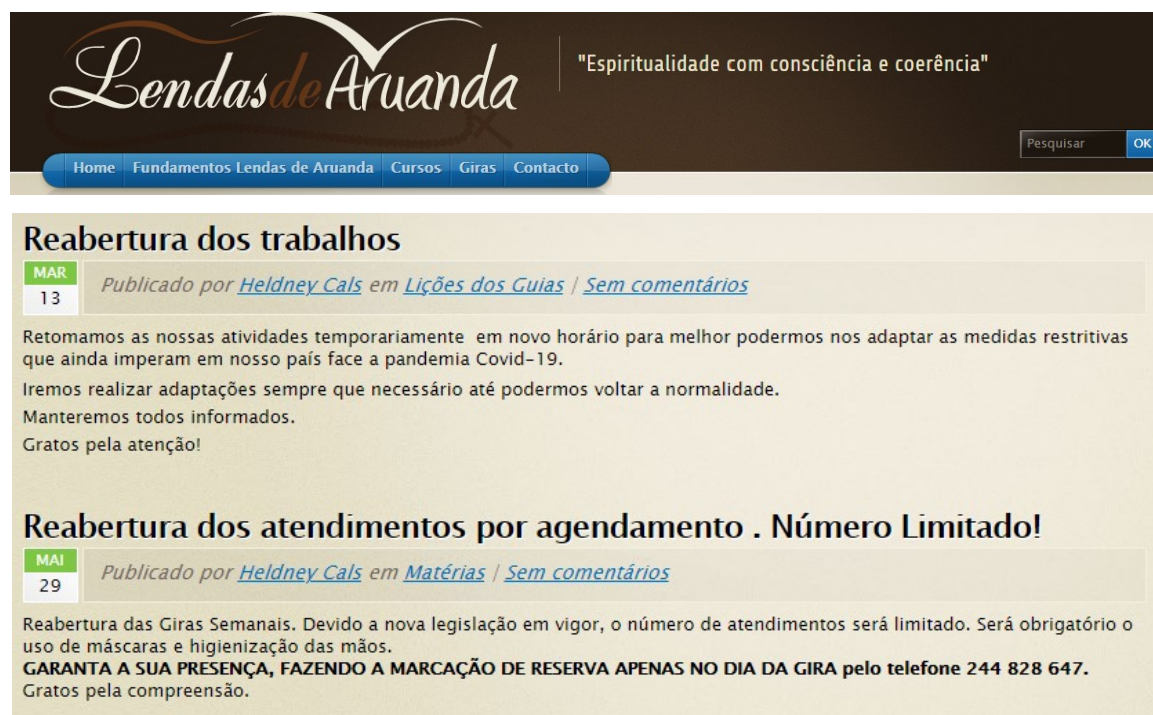 Lendas de Aruanda
"Espiritualidade com consciência e coerência"
Pesquisar OK
Home Fundamentos Lendas de Aruanda Cursos Giras Contacto
Reabertura dos trabalhos
MAR
13
Publicado por Heldney Cals em Lições dos Guias | Sem comentários
Retomamos as nossas atividades temporariamente em novo horário para melhor podermos nos adaptar as medidas restritivas
que ainda imperam em nosso país face a pandemia Covid-19.
Iremos realizar adaptações sempre que necessário até podermos voltar a normalidade.
Manteremos todos informados.
Gratos pela atenção!
Reabertura dos atendimentos por agendamento . Número Limitado!
MAI
29
Publicado por Heldney Cals em Matérias | Sem comentários
Reabertura das Giras Semanais. Devido a nova legislação em vigor, o número de atendimentos será limitado. Será obrigatório o
uso de máscaras e higienização das mãos.
GARANTA A SUA PRESENÇA, FAZENDO A MARCAÇÃO DE RESERVA APENAS NO DIA DA GIRA pelo telefone 244 828 647.
Gratos pela compreensão.